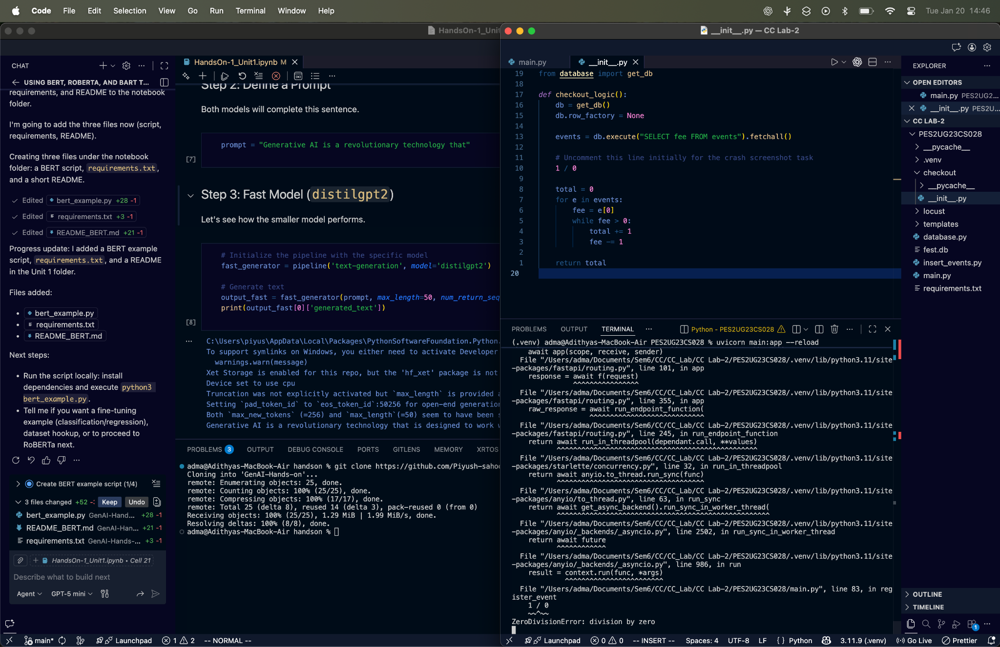 Code File Edit Selection View Go Run Terminal Window Help
Tue Jan 20 14:46
HandsOn-1_Unit
CHAT
USING BERT, ROBERTA, AND BART T...
requirements, and README to the notebook
folder.
I'm going to add the three files now (script,
requirements, README).
Creating three files under the notebook
folder: a BERT script, requirements.txt,
and a short README.
Edited bert_example.py +28 -1
Edited requirements.txt +3 -1
Edited README_BERT.md +21 -1
Progress update: I added a BERT example
script, requirements.txt, and a README
in the Unit 1 folder.
Files added:
• bert_example.py
• requirements.txt
• README_BERT.md
Next steps:
• Run the script locally: install
dependencies and execute python3
bert_example.py.
• Tell me if you want a fine-tuning
example (classification/regression),
dataset hookup, or to proceed to
RoBERTa next.
Create BERT example script (1/4)
3 files changed +52 -: Keep Undo
bert_example.py GenAI-Hand... +28 -1
README_BERT.md GenAI-Han... +21 -1
requirements.txt GenAI-Hands-... +3 -1
HandsOn-1_Unit1.ipynb • Cell 21
Describe what to build next
Agent GPT-5 mini
HandsOn-1_Unit1.ipynb M
Step 2: Define a Prompt
Both models will complete this sentence.
prompt = "Generative AI is a revolutionary technology that"
[7]
Step 3: Fast Model (distilgpt2)
Let's see how the smaller model performs.
# Initialize the pipeline with the specific model
fast_generator = pipeline('text-generation', model='distilgpt2')
# Generate text
output_fast = fast_generator(prompt, max_length=50, num_return_seq
print(output_fast[0]['generated_text'])
[8]
... C:\Users\piyus\AppData\Local\Packages\PythonSoftwareFoundation.Python.
To support symlinks on Windows, you either need to activate Developer
warnings.warn(message)
Xet Storage is enabled for this repo, but the 'hf_xet' package is not
Device set to use cpu
Truncation was not explicitly activated but `max_length` is provided a
Setting `pad_token_id` to `eos_token_id`:50256 for open-end generation
Both `max_new_tokens` (=256) and `max_length`(=50) seem to have been s
Generative AI is a revolutionary technology that is designed to work w
PROBLEMS 3 OUTPUT DEBUG CONSOLE PORTS GITLENS MEMORY XRTOS
adma@Adithyas-MacBook-Air handson % git clone https://github.com/Piyush-saho
Cloning into 'GenAI-Hands-on'...
remote: Enumerating objects: 25, done.
remote: Counting objects: 100% (25/25), done.
remote: Compressing objects: 100% (17/17), done.
remote: Total 25 (delta 8), reused 14 (delta 3), pack-reused 0 (from 0)
Receiving objects: 100% (25/25), 1.29 MiB | 1.99 MiB/s, done.
Resolving deltas: 100% (8/8), done.
adma@Adithyas-MacBook-Air handson %
main* Launchpad 1 2 -- NORMAL --
__init__.py — CC Lab-2
main.py __init__.py
19 from database import get_db
18
17 def checkout_logic():
16 db = get_db()
15 db.row_factory = None
14
13 events = db.execute("SELECT fee FROM events").fetchall()
12
11 # Uncomment this line initially for the crash screenshot task
10 1 / 0
9
8 total = 0
7 for e in events:
6 fee = e[0]
5 while fee > 0:
4 total += 1
3 fee -= 1
2
1 return total
20
PROBLEMS OUTPUT TERMINAL ... Python - PES2UG23CS028
(.venv) adma@Adithyas-MacBook-Air PES2UG23CS028 % uvicorn main:app --reload
await app(scope, receive, sender)
File "/Users/adma/Documents/Sem6/CC/CC_Lab/CC Lab-2/PES2UG23CS028/.venv/lib/python3.11/site
-packages/fastapi/routing.py", line 101, in app
response = await f(request)
^^^^^^^^^^^^^^^^
File "/Users/adma/Documents/Sem6/CC/CC_Lab/CC Lab-2/PES2UG23CS028/.venv/lib/python3.11/site
-packages/fastapi/routing.py", line 355, in app
raw_response = await run_endpoint_function(
^^^^^^^^^^^^^^^^^^^^^^^^^^^^
File "/Users/adma/Documents/Sem6/CC/CC_Lab/CC Lab-2/PES2UG23CS028/.venv/lib/python3.11/site
-packages/fastapi/routing.py", line 245, in run_endpoint_function
return await run_in_threadpool(dependant.call, **values)
^^^^^^^^^^^^^^^^^^^^^^^^^^^^^^^^^^^^^^^^^^^^^^^^^
File "/Users/adma/Documents/Sem6/CC/CC_Lab/CC Lab-2/PES2UG23CS028/.venv/lib/python3.11/site
-packages/starlette/concurrency.py", line 32, in run_in_threadpool
return await anyio.to_thread.run_sync(func)
^^^^^^^^^^^^^^^^^^^^^^^^^^^^^^^^^^^^
File "/Users/adma/Documents/Sem6/CC/CC_Lab/CC Lab-2/PES2UG23CS028/.venv/lib/python3.11/site
-packages/anyio/to_thread.py", line 63, in run_sync
return await get_async_backend().run_sync_in_worker_thread(
^^^^^^^^^^^^^^^^^^^^^^^^^^^^^^^^^^^^^^^^^^^^^^^^^^^^
File "/Users/adma/Documents/Sem6/CC/CC_Lab/CC Lab-2/PES2UG23CS028/.venv/lib/python3.11/site
-packages/anyio/_backends/_asyncio.py", line 2502, in run_sync_in_worker_thread
return await future
^^^^^^^^^^^^
File "/Users/adma/Documents/Sem6/CC/CC_Lab/CC Lab-2/PES2UG23CS028/.venv/lib/python3.11/site
-packages/anyio/_backends/_asyncio.py", line 986, in run
result = context.run(func, *args)
^^^^^^^^^^^^^^^^^^^^^^^^
File "/Users/adma/Documents/Sem6/CC/CC_Lab/CC Lab-2/PES2UG23CS028/main.py", line 83, in reg
ister_event
1 / 0
~~^~~
ZeroDivisionError: division by zero
EXPLORER
OPEN EDITORS
main.py PES2UG2...
__init__.py PES2U...
CC LAB-2
PES2UG23CS028
__pycache__
.venv
checkout
__pycache__
__init__.py
locust
templates
database.py
fest.db
insert_events.py
main.py
requirements.txt
OUTLINE
TIMELINE
1
Launchpad 0 0 -- INSERT -- Spaces: 4 UTF-8 LF { } Python 3.11.9 (.venv) Go Live Prettier